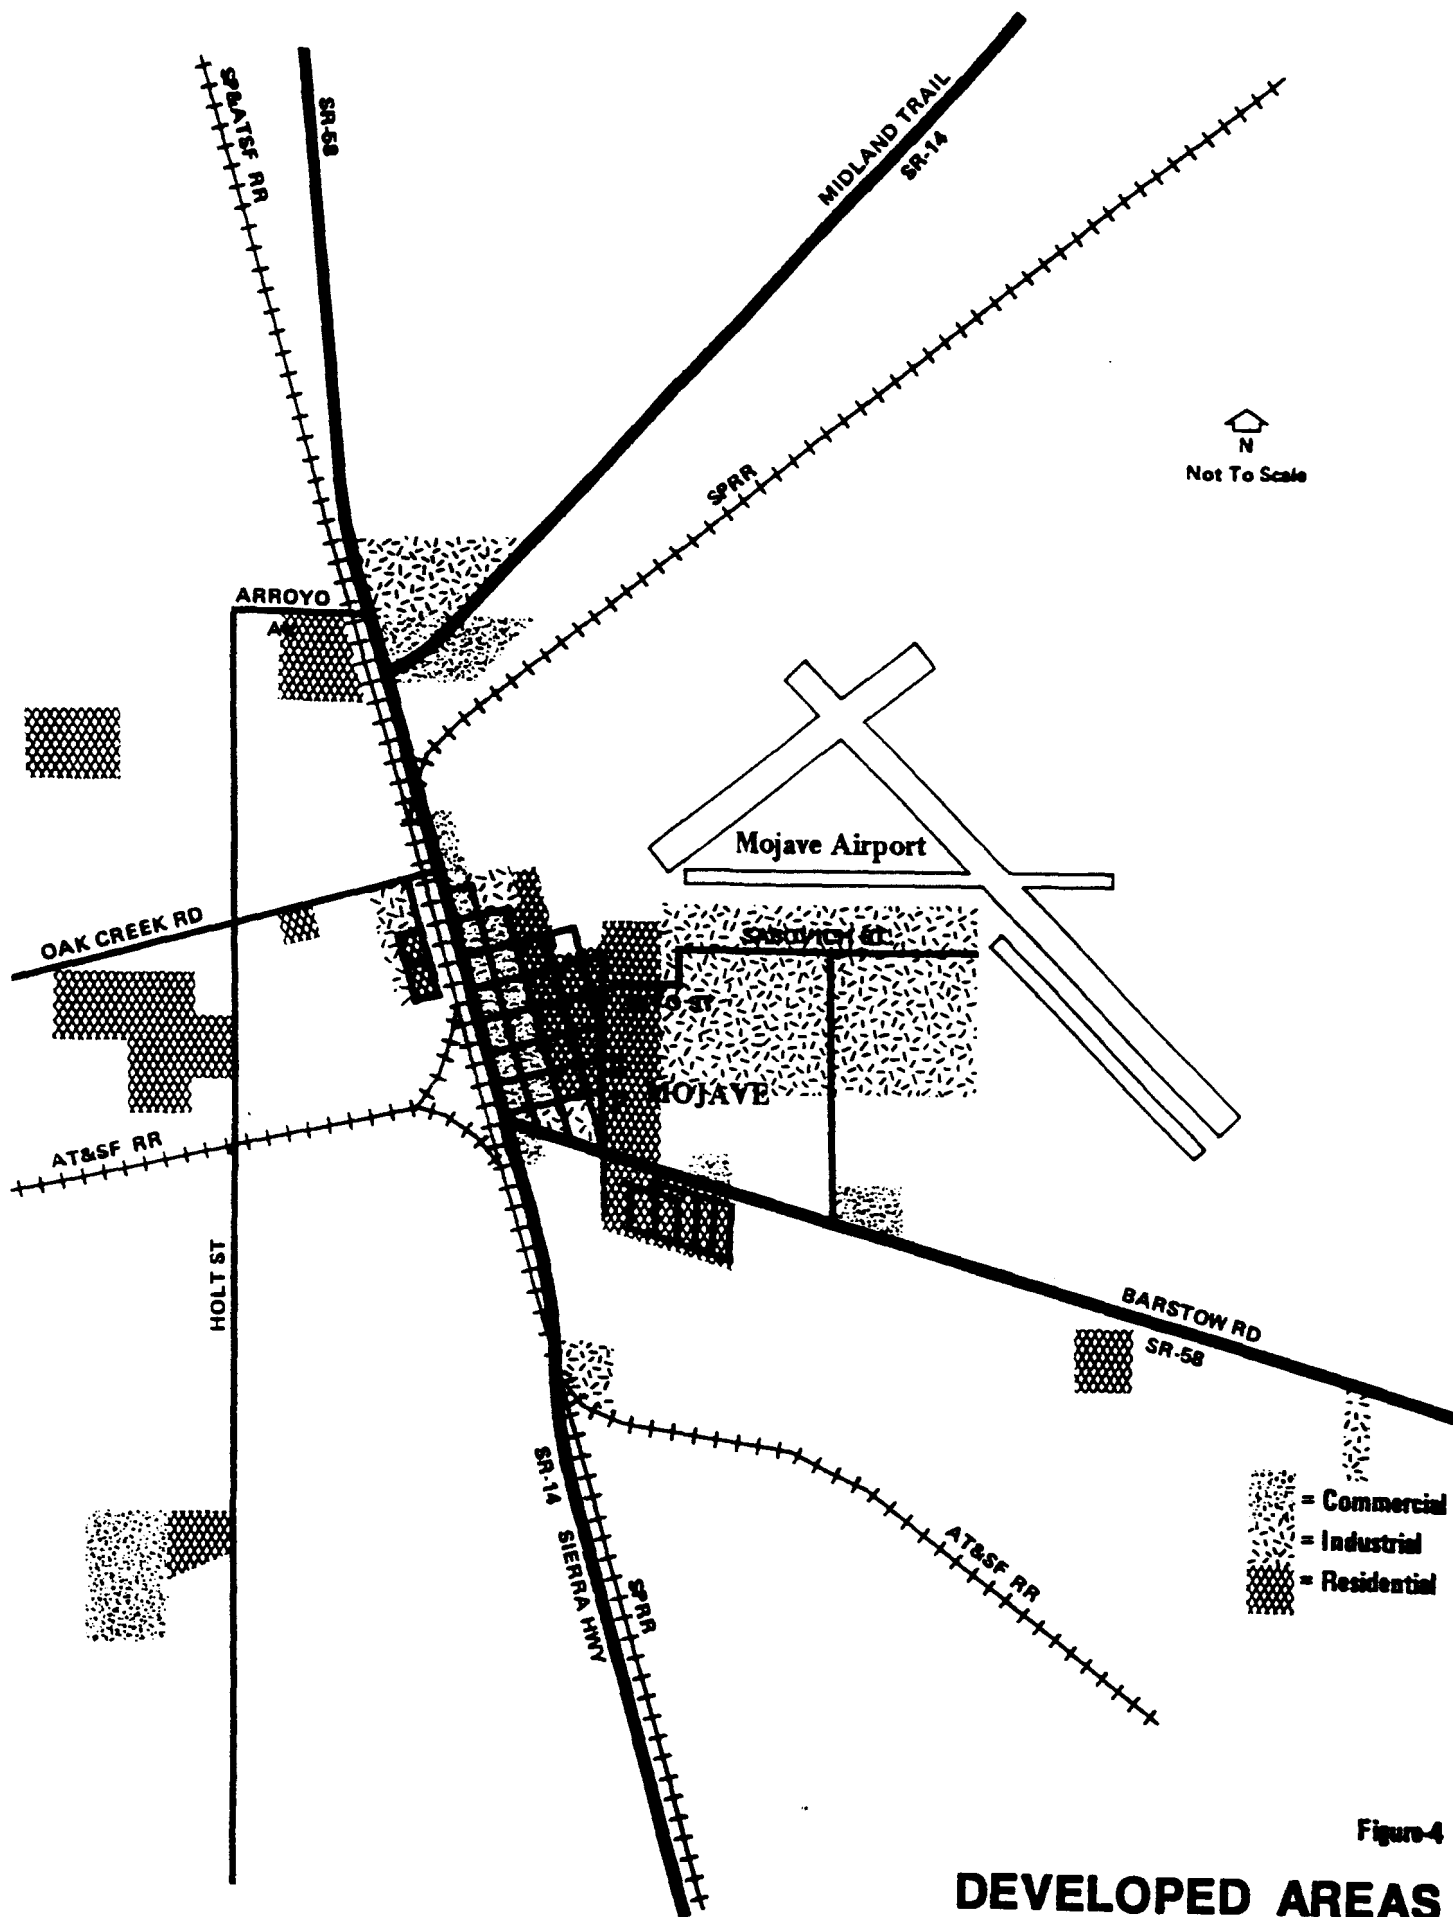 SP&ATSF RR
SR-58
MIDLAND TRAIL
SR-14
SPRR
N
Not To Scale
ARROYO
Mojave Airport
OAK CREEK RD
SABOVICH ST.
MOJAVE
AT&SF RR
HOLT ST
BARSTOW RD
SR-58
SR-14
SIERRA HWY
SPRR
AT&SF RR
= Commercial
= Industrial
= Residential
Figure-4
DEVELOPED AREAS